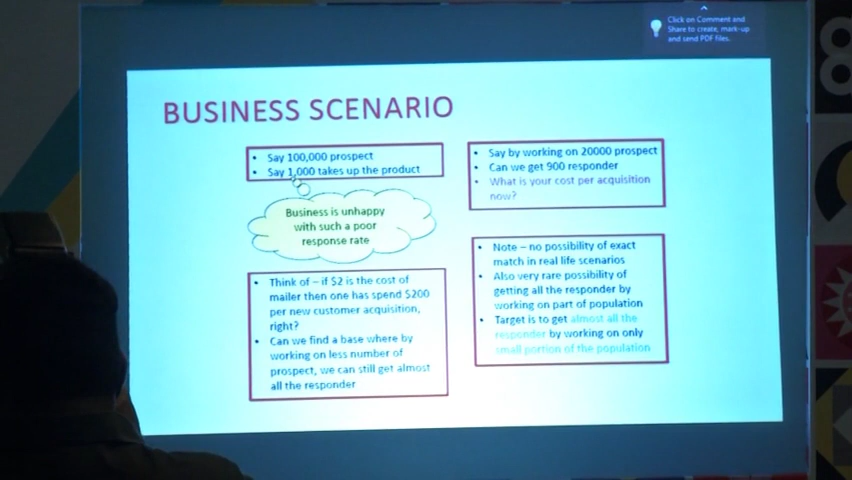 Click on Comment and
Share to create, mark-up
and send PDF files.
BUSINESS SCENARIO
• Say 100,000 prospect
• Say 1,000 takes up the product
Business is unhappy
with such a poor
response rate
• Think of – if $2 is the cost of
mailer then one has spend $200
per new customer acquisition,
right?
• Can we find a base where by
working on less number of
prospect, we can still get almost
all the responder
• Say by working on 20000 prospect
• Can we get 900 responder
• What is your cost per acquisition
now?
• Note – no possibility of exact
match in real life scenarios
• Also very rare possibility of
getting all the responder by
working on part of population
• Target is to get almost all the
responder by working on only
small portion of the population
8